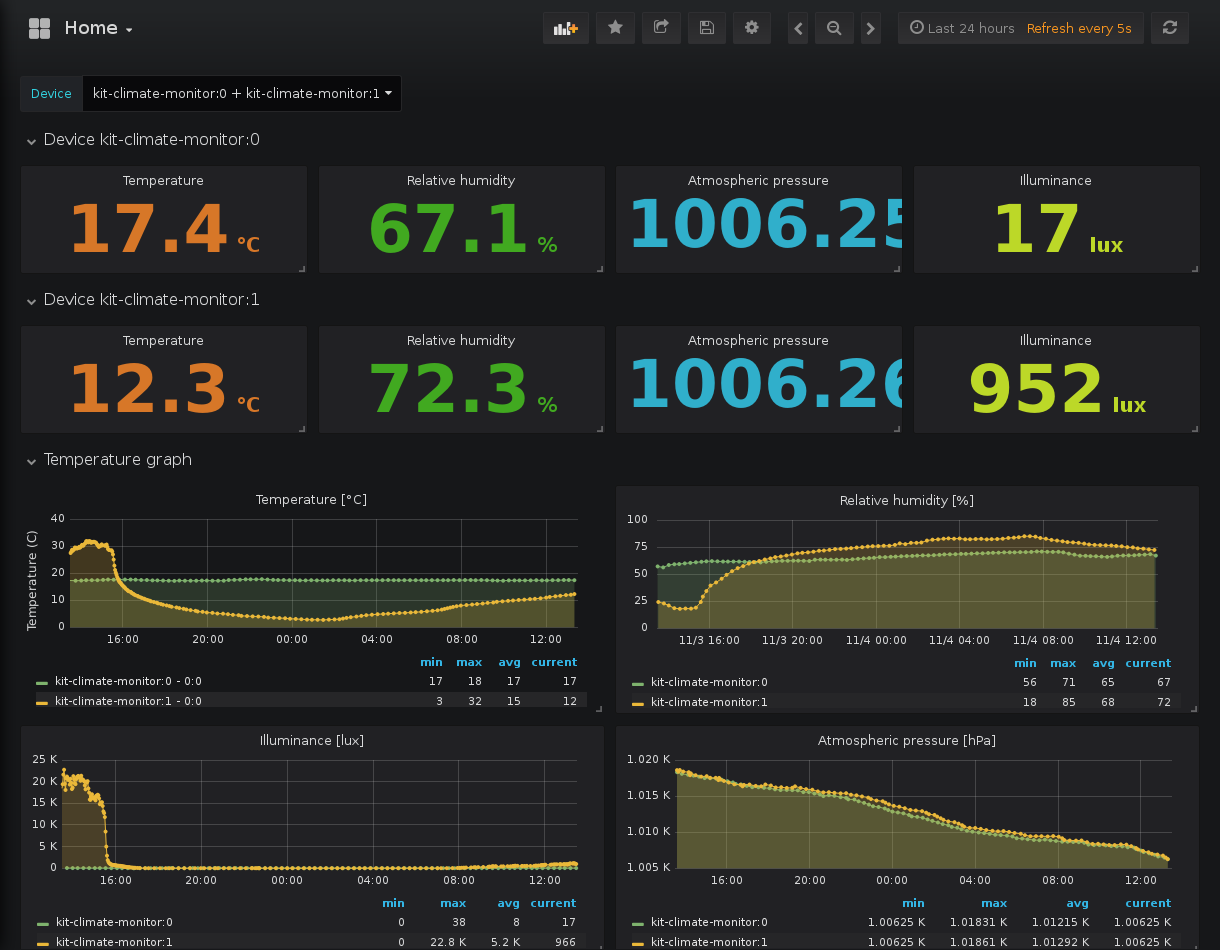 Home
Last 24 hours Refresh every 5s
Device kit-climate-monitor:0 + kit-climate-monitor:1
Device kit-climate-monitor:0
Temperature Relative humidity Atmospheric pressure Illuminance
17.4 °C 67.1 % 1006.25 17 lux
Device kit-climate-monitor:1
Temperature Relative humidity Atmospheric pressure Illuminance
12.3 °C 72.3 % 1006.26 952 lux
Temperature graph
Temperature [°C]
Temperature (C)
40
30
20
10
0
16:00 20:00 00:00 04:00 08:00 12:00
min max avg current
kit-climate-monitor:0 - 0:0 17 18 17 17
kit-climate-monitor:1 - 0:0 3 32 15 12
Relative humidity [%]
100
75
50
25
0
11/3 16:00 11/3 20:00 11/4 00:00 11/4 04:00 11/4 08:00 11/4 12:00
min max avg current
kit-climate-monitor:0 56 71 65 67
kit-climate-monitor:1 18 85 68 72
Illuminance [lux]
25 K
20 K
15 K
10 K
5 K
0
16:00 20:00 00:00 04:00 08:00 12:00
min max avg current
kit-climate-monitor:0 0 38 8 17
kit-climate-monitor:1 0 22.8 K 5.2 K 966
Atmospheric pressure [hPa]
1.020 K
1.015 K
1.010 K
1.005 K
16:00 20:00 00:00 04:00 08:00 12:00
min max avg current
kit-climate-monitor:0 1.00625 K 1.01831 K 1.01215 K 1.00625 K
kit-climate-monitor:1 1.00625 K 1.01861 K 1.01292 K 1.00625 K